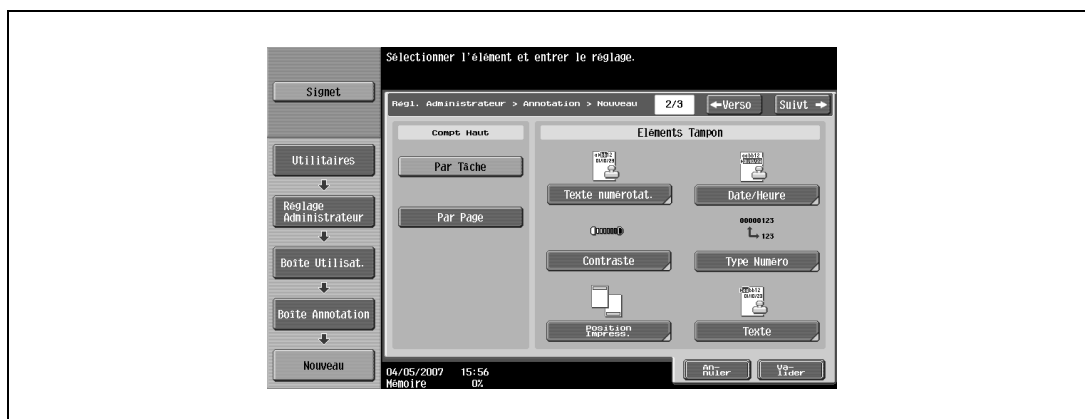 Sélectionner l'élément et entrer le réglage.
Signet
Régl. Administrateur > Annotation > Nouveau
2/3
←Verso
Suivt →
Compt Haut
Eléments Tampon
Utilitaires
Par Tâche
Texte numérotat.
Date/Heure
Réglage
Administrateur
Par Page
00000123
123
Boîte Utilisat.
Contraste
Type Numéro
Boîte Annotation
Position
Impress.
Texte
Nouveau
04/05/2007 15:56
Mémoire 0%
An-
nuler
Va-
lider